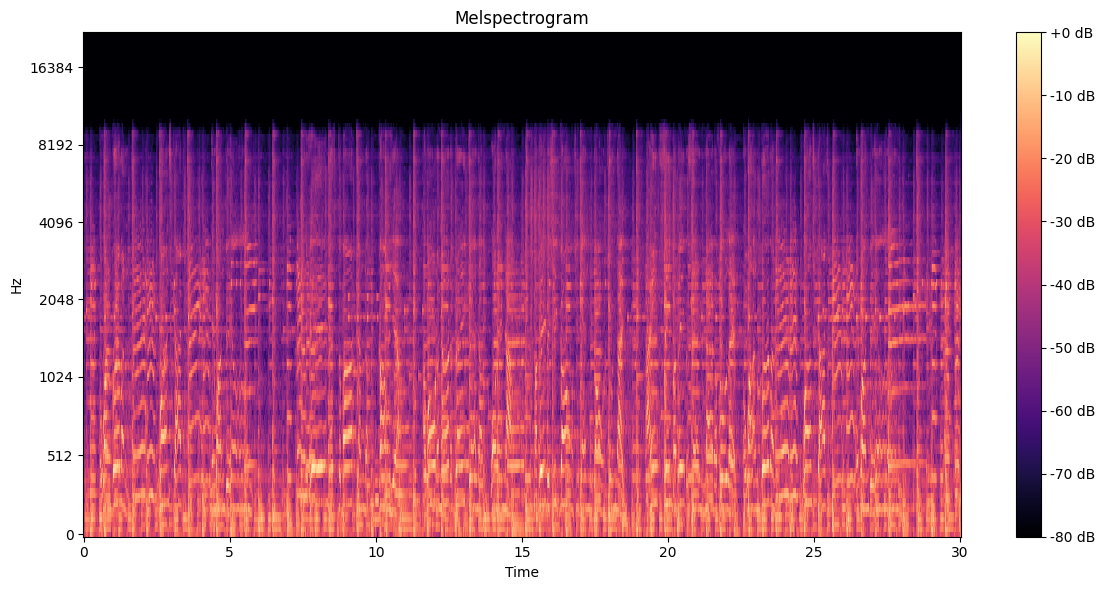 Melspectrogram
+0 dB
16384
-10 dB
8192
-20 dB
-30 dB
4096
Hz
2048
-40 dB
-50 dB
1024
-60 dB
512
-70 dB
0
-80 dB
0 5 10 15 20 25 30
Time